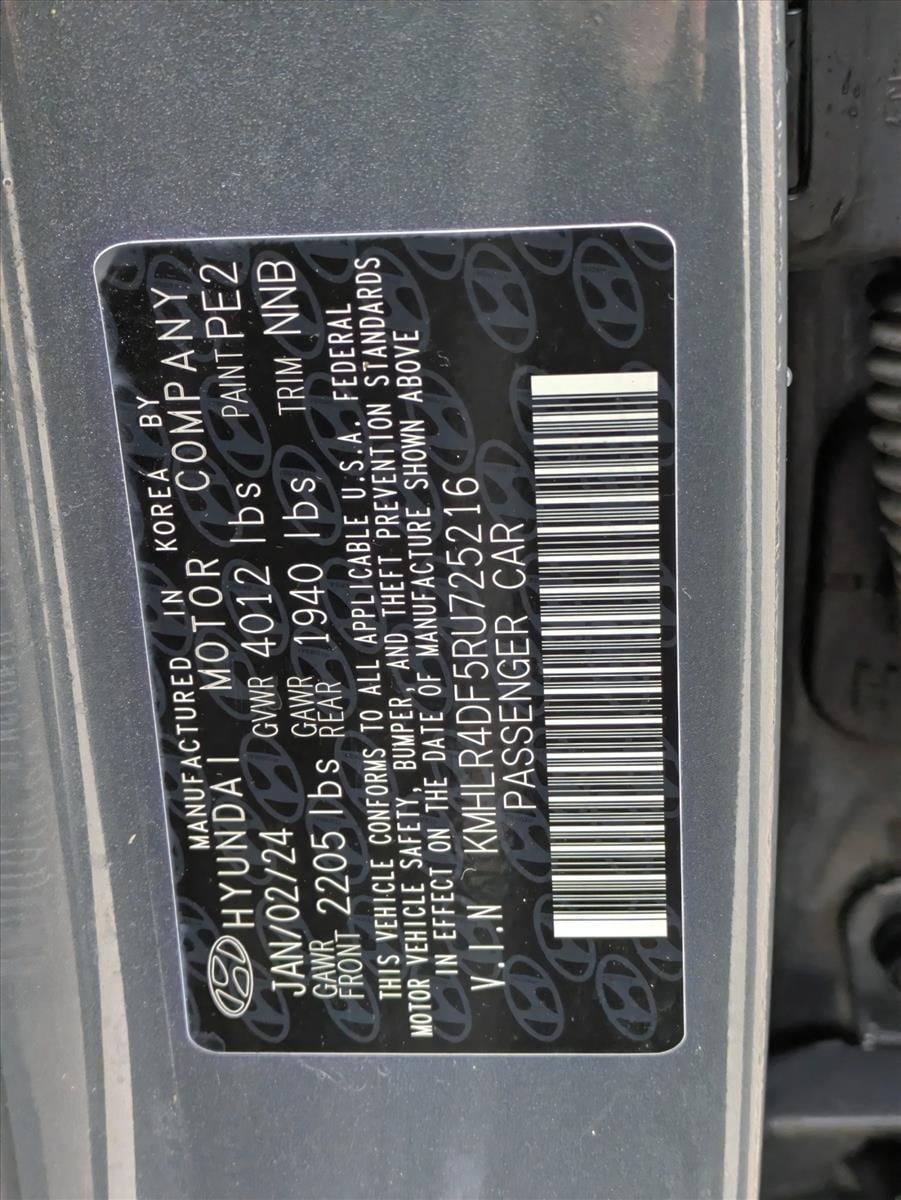 MANUFACTURED IN KOREA BY
HYUNDAI MOTOR COMPANY
JAN/02/24 GVWR 4012 lbs PAINT PE2
GAWR FRONT 2205 lbs GAWR REAR 1940 lbs TRIM NNB
THIS VEHICLE CONFORMS TO ALL APPLICABLE U.S.A. FEDERAL
MOTOR VEHICLE SAFETY, BUMPER, AND THEFT PREVENTION STANDARDS
IN EFFECT ON THE DATE OF MANUFACTURE SHOWN ABOVE
V.I.N KMHLR4DF5RU725216
PASSENGER CAR